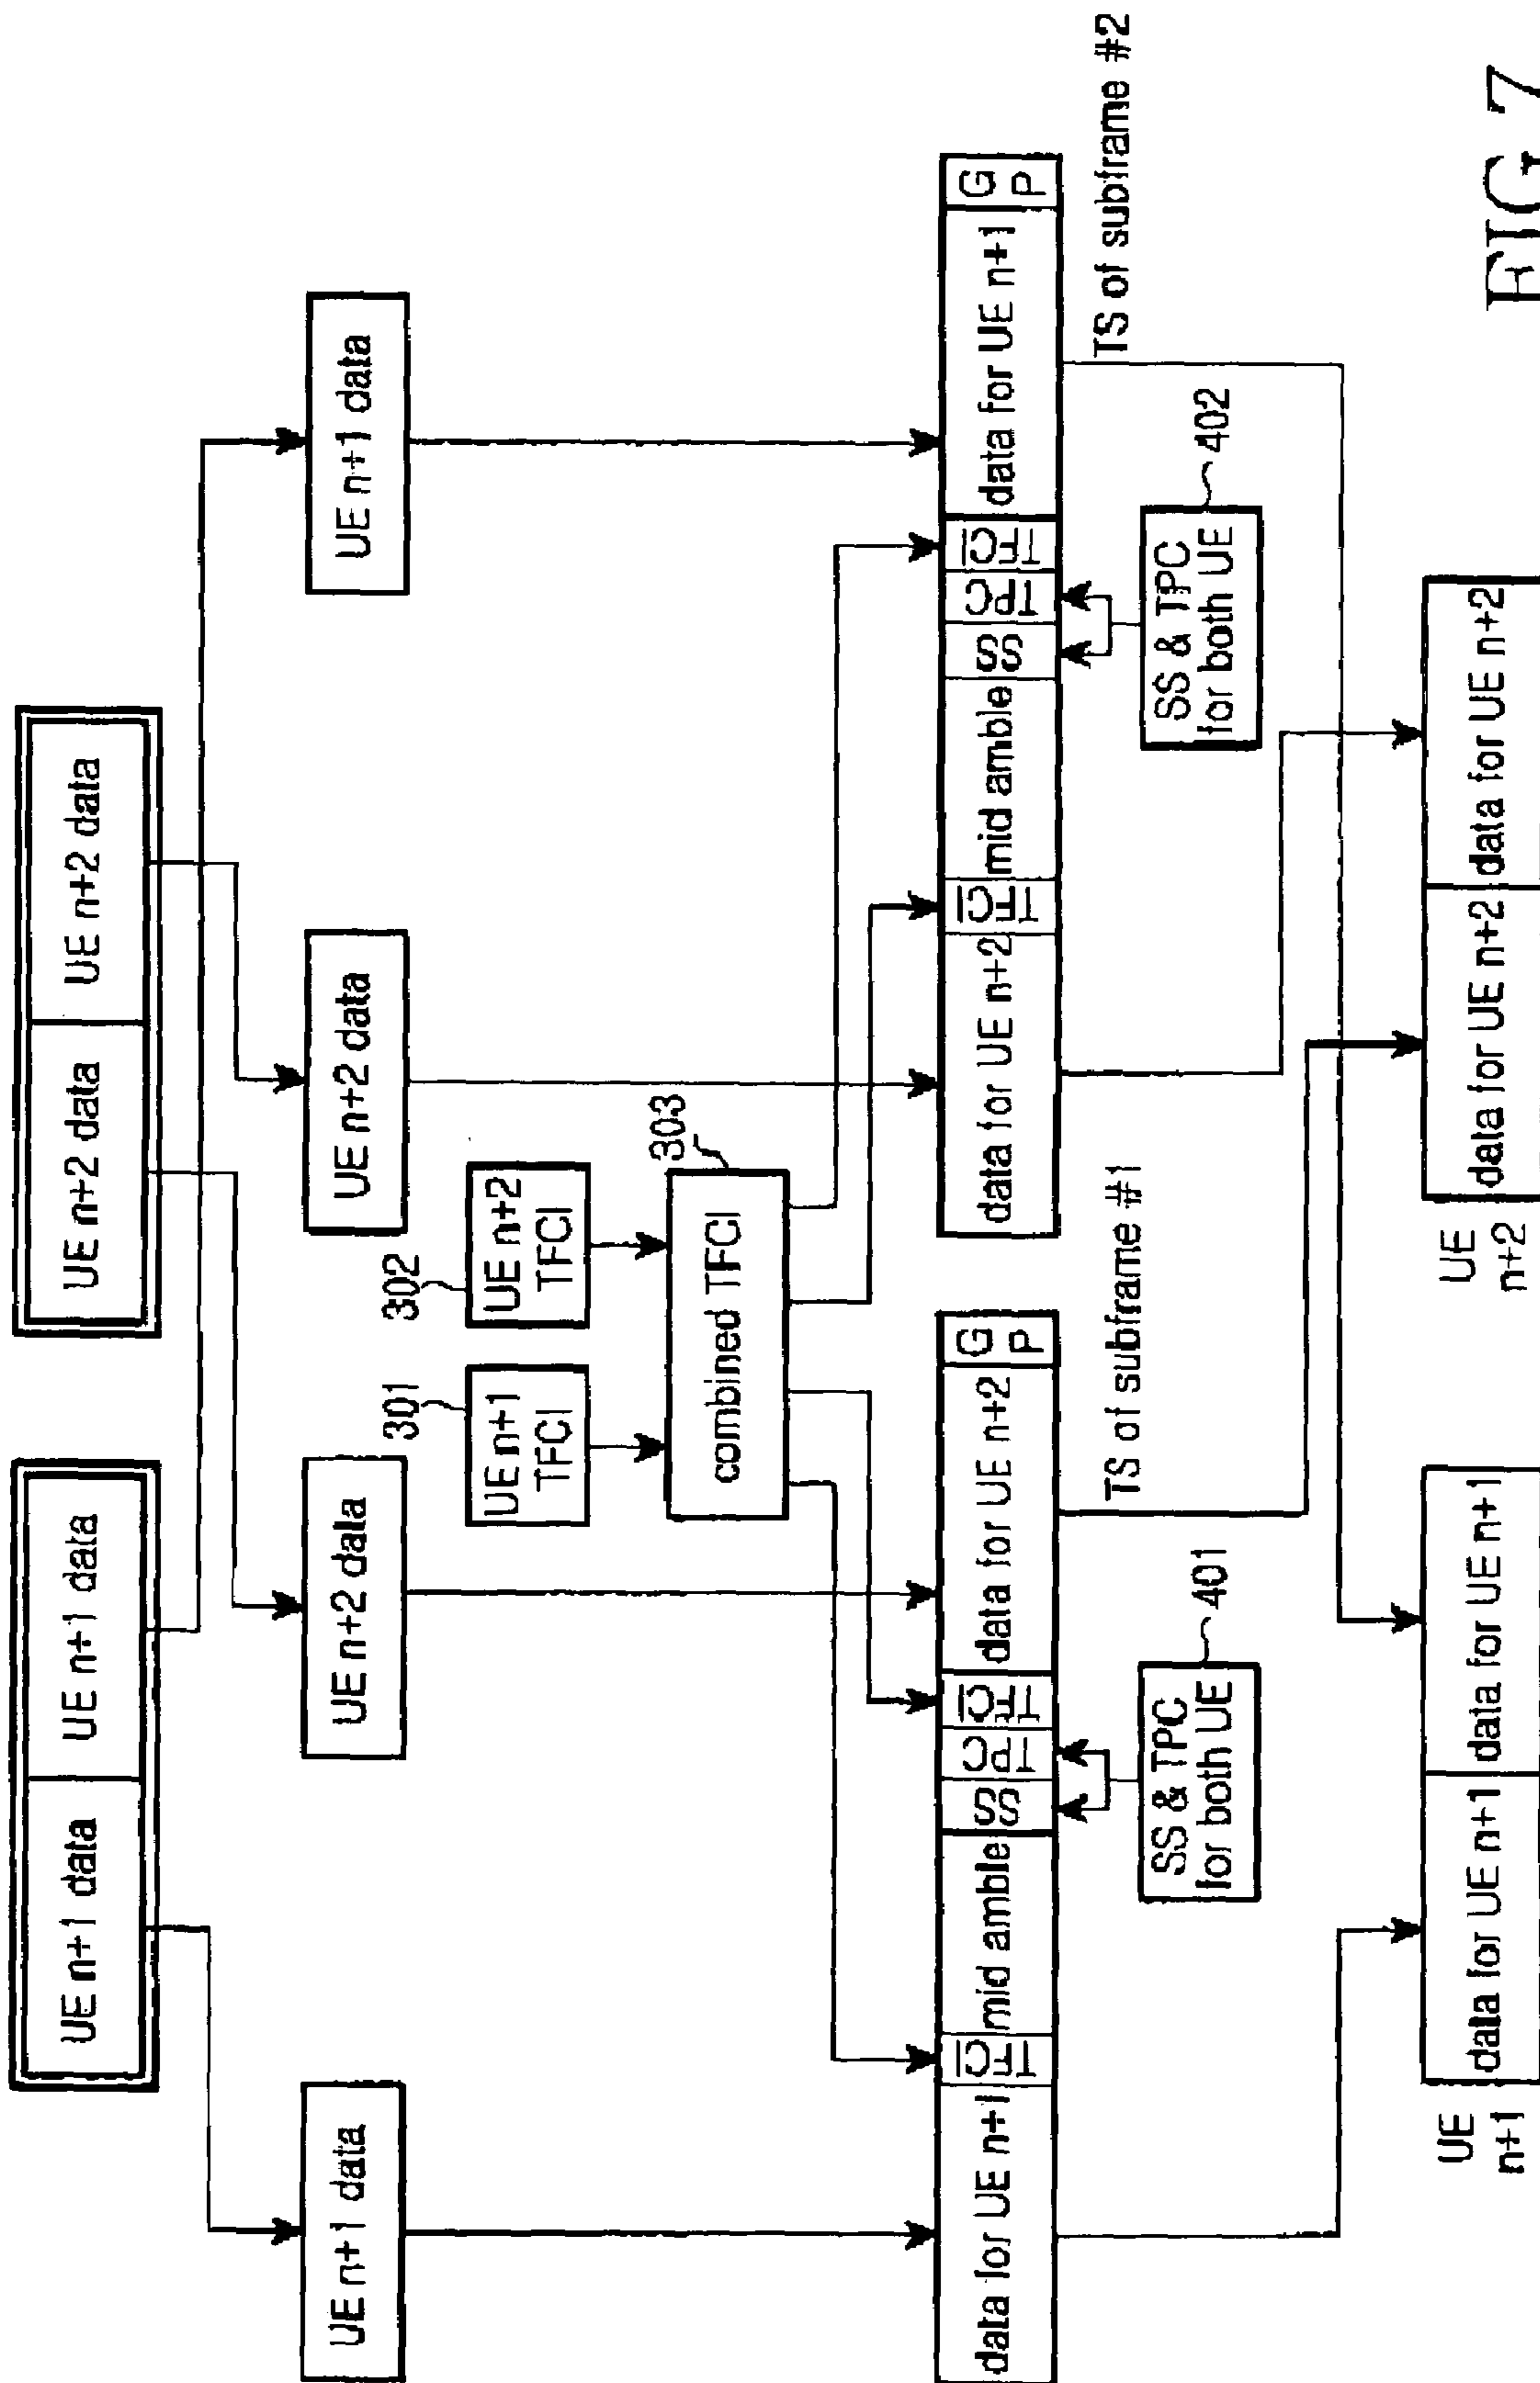 UE n+1 data UE n+1 data
UE n+2 data UE n+2 data
UE n+1 data
UE n+2 data
UE n+2 data
UE n+1 data
301
UE n+1
TFCI
302
UE n+2
TFCI
303
combined TFCI
data for UE n+1 TFCI mid amble SS TPC TFCI data for UE n+2 GP
TS of subframe #1
data for UE n+2 TFCI mid amble SS TPC TFCI data for UE n+1 GP
TS of subframe #2
SS & TPC
for both UE
401
SS & TPC
for both UE
402
UE
n+1
data for UE n+1 data for UE n+1
UE
n+2
data for UE n+2 data for UE n+2
FIG. 7